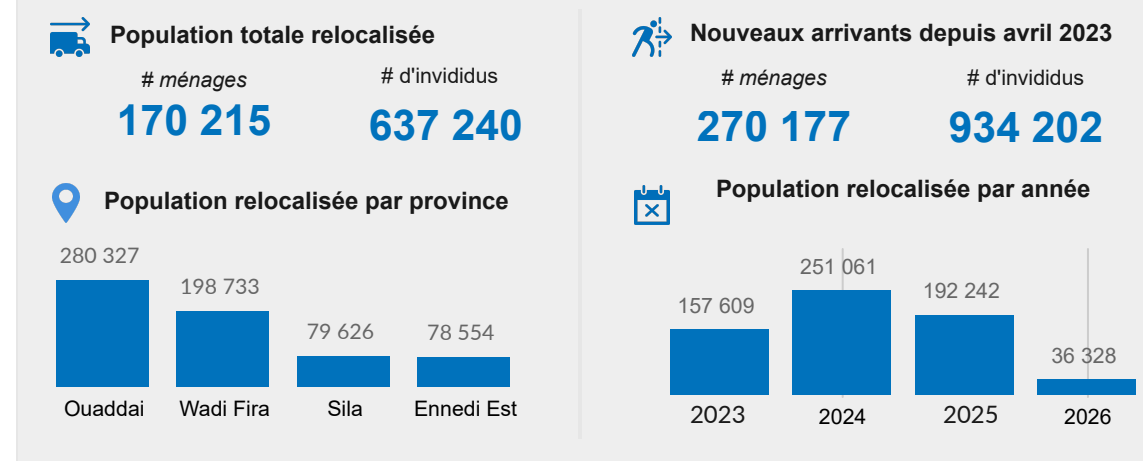 Population totale relocalisée
# ménages
# d'invididus
170 215
637 240
Population relocalisée par province
280 327
198 733
79 626
78 554
Ouaddai
Wadi Fira
Sila
Ennedi Est
Nouveaux arrivants depuis avril 2023
# ménages
# d'invididus
270 177
934 202
Population relocalisée par année
157 609
251 061
192 242
36 328
2023
2024
2025
2026